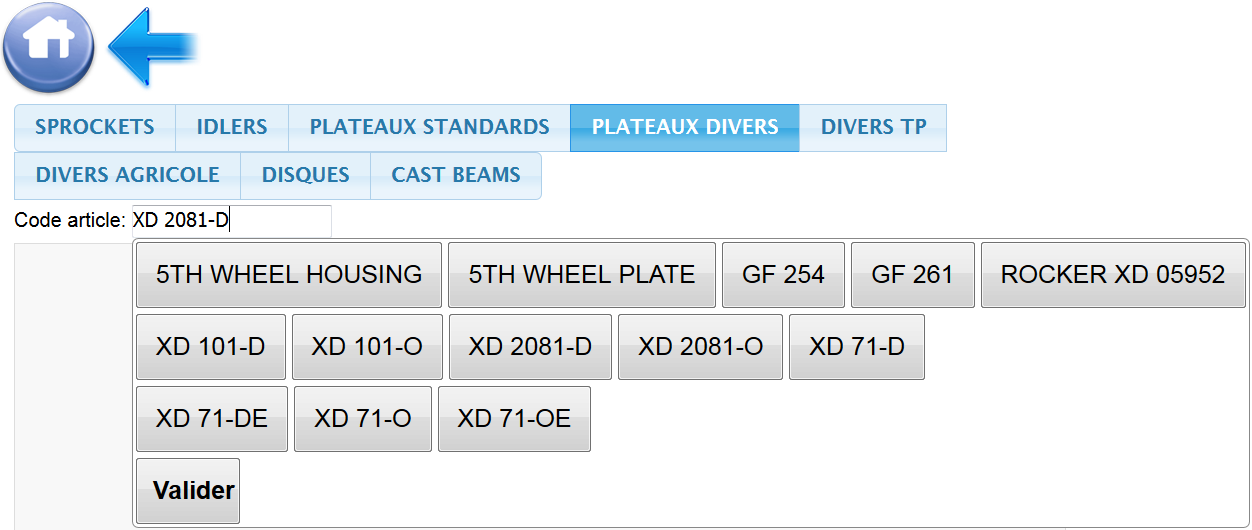 SPROCKETS IDLERS PLATEAUX STANDARDS PLATEAUX DIVERS DIVERS TP
DIVERS AGRICOLE DISQUES CAST BEAMS
Code article: XD 2081-D
5TH WHEEL HOUSING 5TH WHEEL PLATE GF 254 GF 261 ROCKER XD 05952
XD 101-D XD 101-O XD 2081-D XD 2081-O XD 71-D
XD 71-DE XD 71-O XD 71-OE
Valider